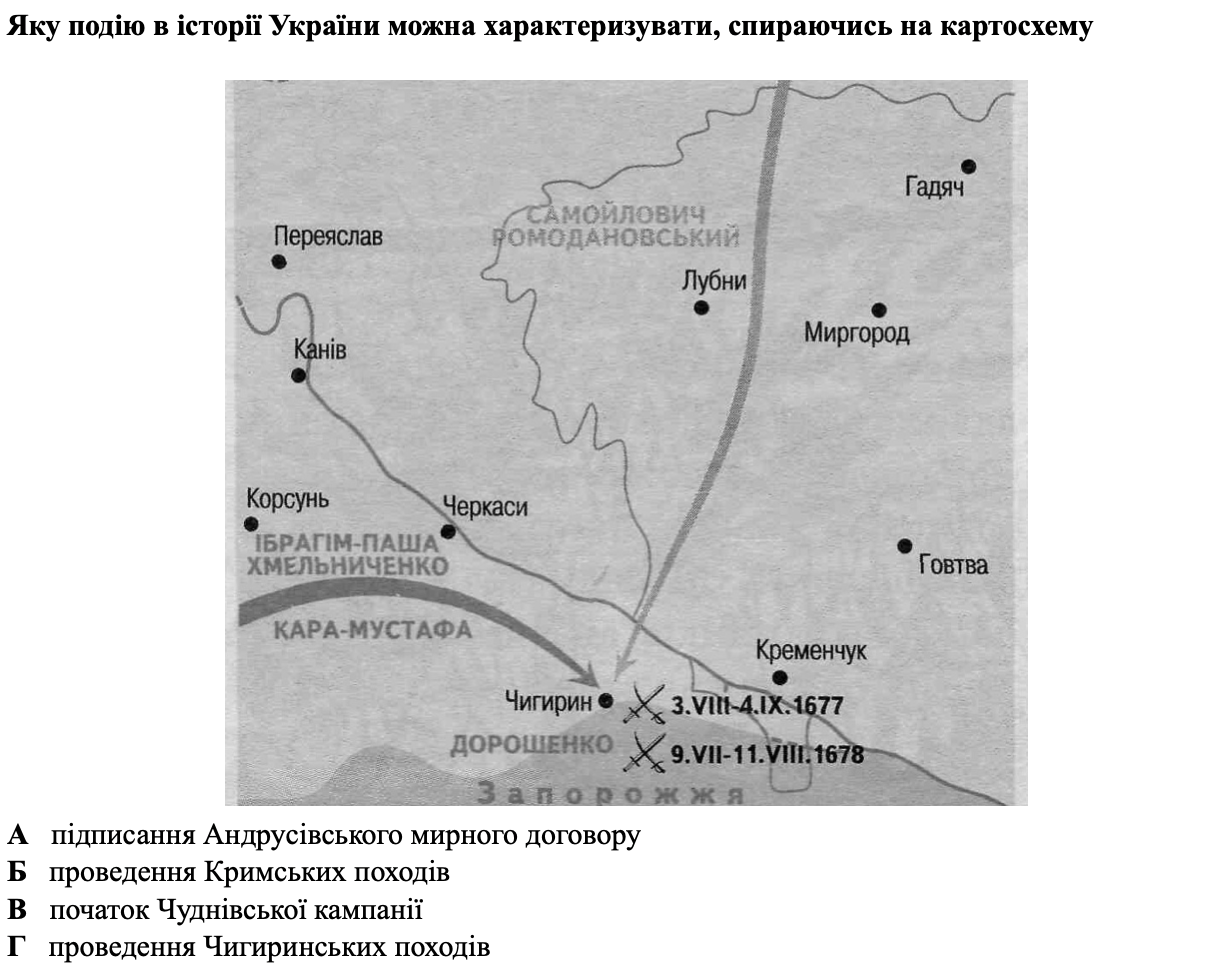 Яку подію в історії України можна характеризувати, спираючись на картосхему
Гадяч
САМОЙЛОВИЧ
РОМОДАНОВСЬКИЙ
Переяслав
Лубни
Миргород
Канів
Корсунь
Черкаси
ІБРАГІМ-ПАША
ХМЕЛЬНИЧЕНКО
Говтва
КАРА-МУСТАФА
Кременчук
Чигирин
3.VIII-4.IX.1677
ДОРОШЕНКО
9.VII-11.VIII.1678
Запорожжя
А підписання Андрусівського мирного договору
Б проведення Кримських походів
В початок Чуднівської кампанії
Г проведення Чигиринських походів